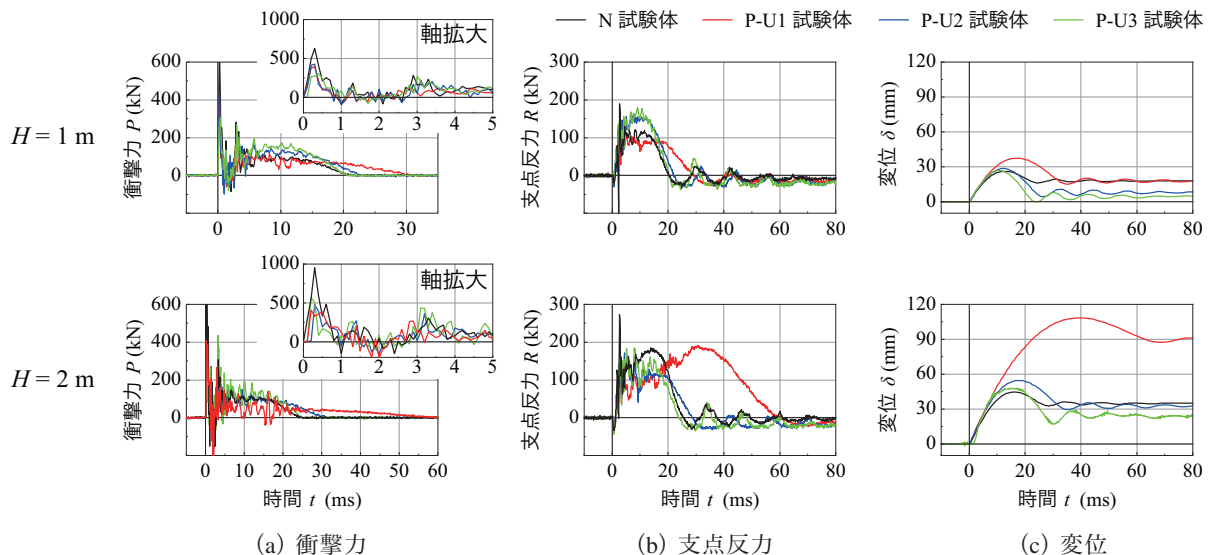 N 試験体
P-U1 試験体
P-U2 試験体
P-U3 試験体
H = 1 m
衝撃力 P (kN)
600
400
200
0
0 10 20 30
軸拡大
1000
500
0
0 1 2 3 4 5
支点反力 R (kN)
300
200
100
0
0 20 40 60 80
変位 δ (mm)
120
90
60
30
0
0 20 40 60 80
H = 2 m
衝撃力 P (kN)
600
400
200
0
0 10 20 30 40 50 60
時間 t (ms)
軸拡大
1000
500
0
0 1 2 3 4 5
支点反力 R (kN)
300
200
100
0
0 20 40 60 80
時間 t (ms)
変位 δ (mm)
120
90
60
30
0
0 20 40 60 80
時間 t (ms)
(a) 衝撃力
(b) 支点反力
(c) 変位